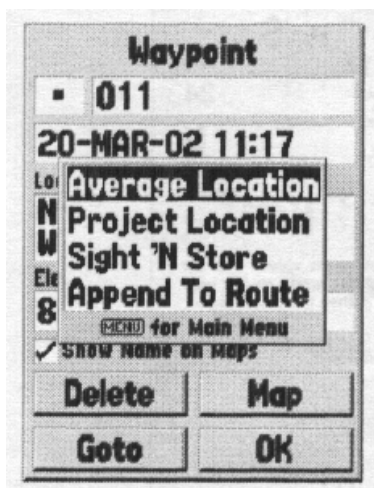 Waypoint
011
20-MAR-02 11:17
Average Location
N
Project Location
W
Sight 'N Store
Append To Route
8
MENU for Main Menu
Show Name on Maps
Delete Map
Goto OK